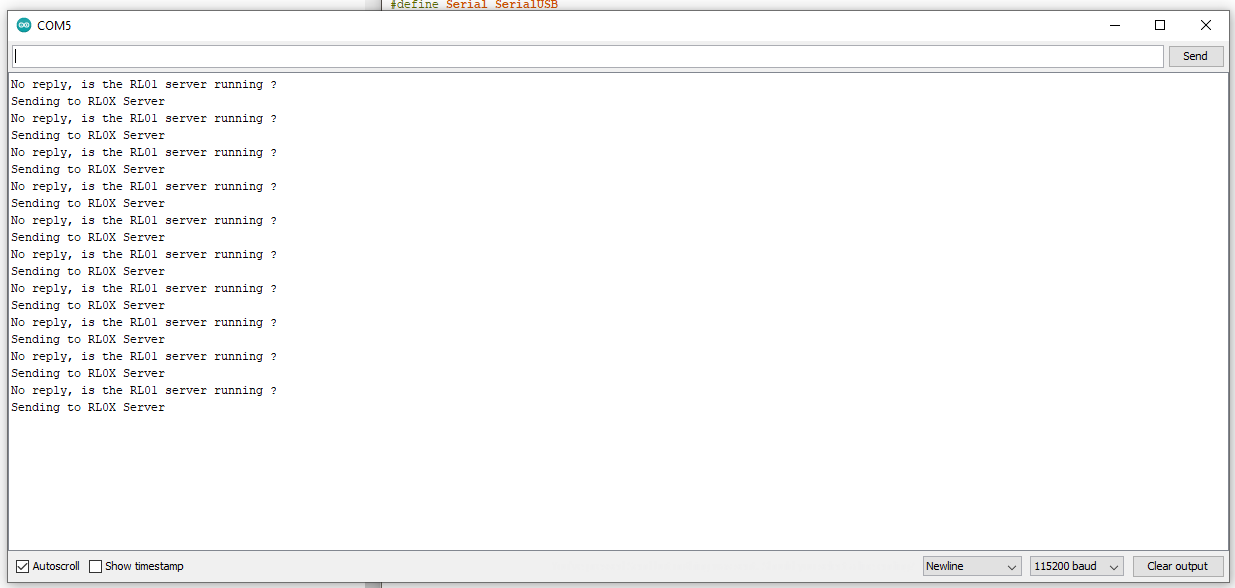 #define Serial SerialUSB
COM5
Send
No reply, is the RL01 server running ?
Sending to RL0X Server
No reply, is the RL01 server running ?
Sending to RL0X Server
No reply, is the RL01 server running ?
Sending to RL0X Server
No reply, is the RL01 server running ?
Sending to RL0X Server
No reply, is the RL01 server running ?
Sending to RL0X Server
No reply, is the RL01 server running ?
Sending to RL0X Server
No reply, is the RL01 server running ?
Sending to RL0X Server
No reply, is the RL01 server running ?
Sending to RL0X Server
No reply, is the RL01 server running ?
Sending to RL0X Server
No reply, is the RL01 server running ?
Sending to RL0X Server
Autoscroll Show timestamp Newline 115200 baud Clear output